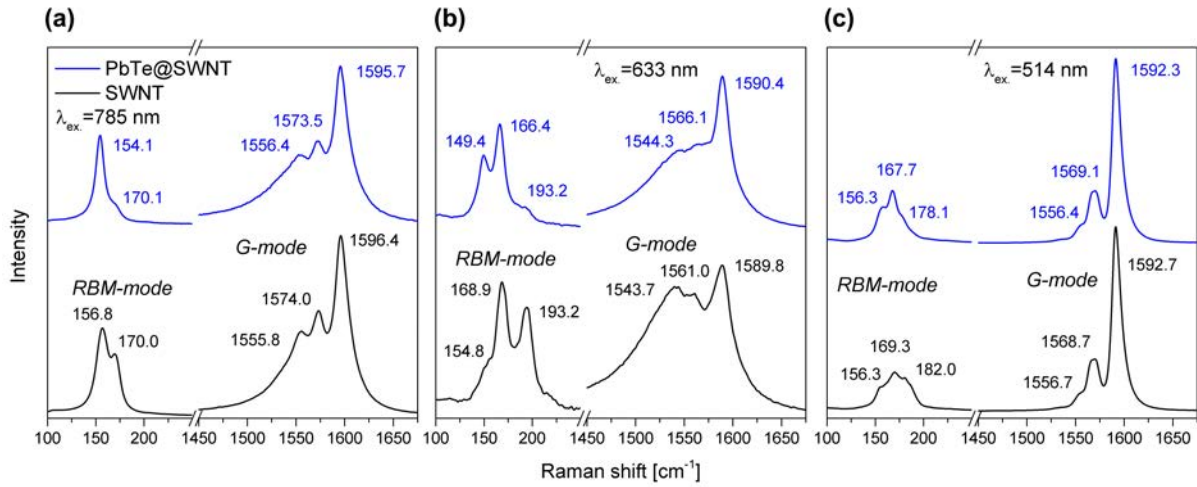 (a)
PbTe@SWNT
SWNT
λex.=785 nm
154.1
170.1
1556.4
1573.5
1595.7
RBM-mode
G-mode
156.8
170.0
1555.8
1574.0
1596.4
(b)
λex.=633 nm
149.4
166.4
193.2
1544.3
1566.1
1590.4
RBM-mode
G-mode
154.8
168.9
193.2
1543.7
1561.0
1589.8
(c)
λex.=514 nm
156.3
167.7
178.1
1556.4
1569.1
1592.3
RBM-mode
G-mode
156.3
169.3
182.0
1556.7
1568.7
1592.7
Intensity
100 150 200 1450 1500 1550 1600 1650
100 150 200 1450 1500 1550 1600 1650
100 150 200 1450 1500 1550 1600 1650
Raman shift [cm-1]